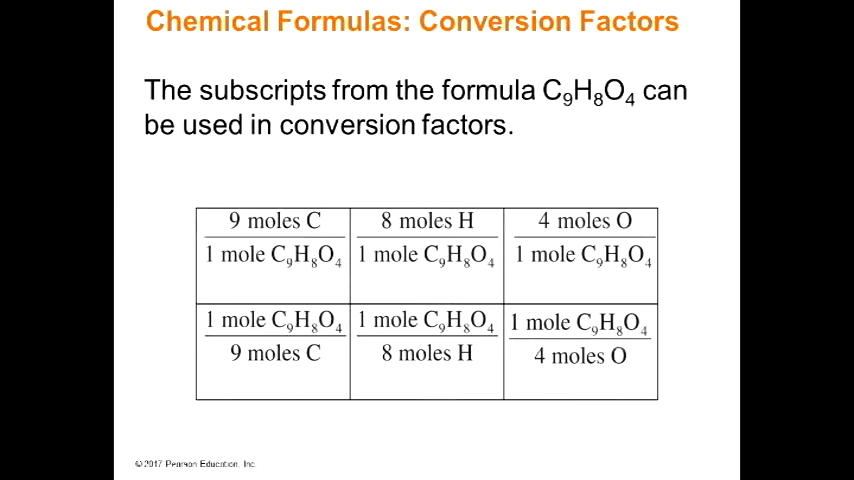 Chemical Formulas: Conversion Factors
The subscripts from the formula C₉H₈O₄ can
be used in conversion factors.
9 moles C 8 moles H 4 moles O
1 mole C₉H₈O₄ 1 mole C₉H₈O₄ 1 mole C₉H₈O₄
1 mole C₉H₈O₄ 1 mole C₉H₈O₄ 1 mole C₉H₈O₄
9 moles C 8 moles H 4 moles O
© 2017 Pearson Education, Inc.